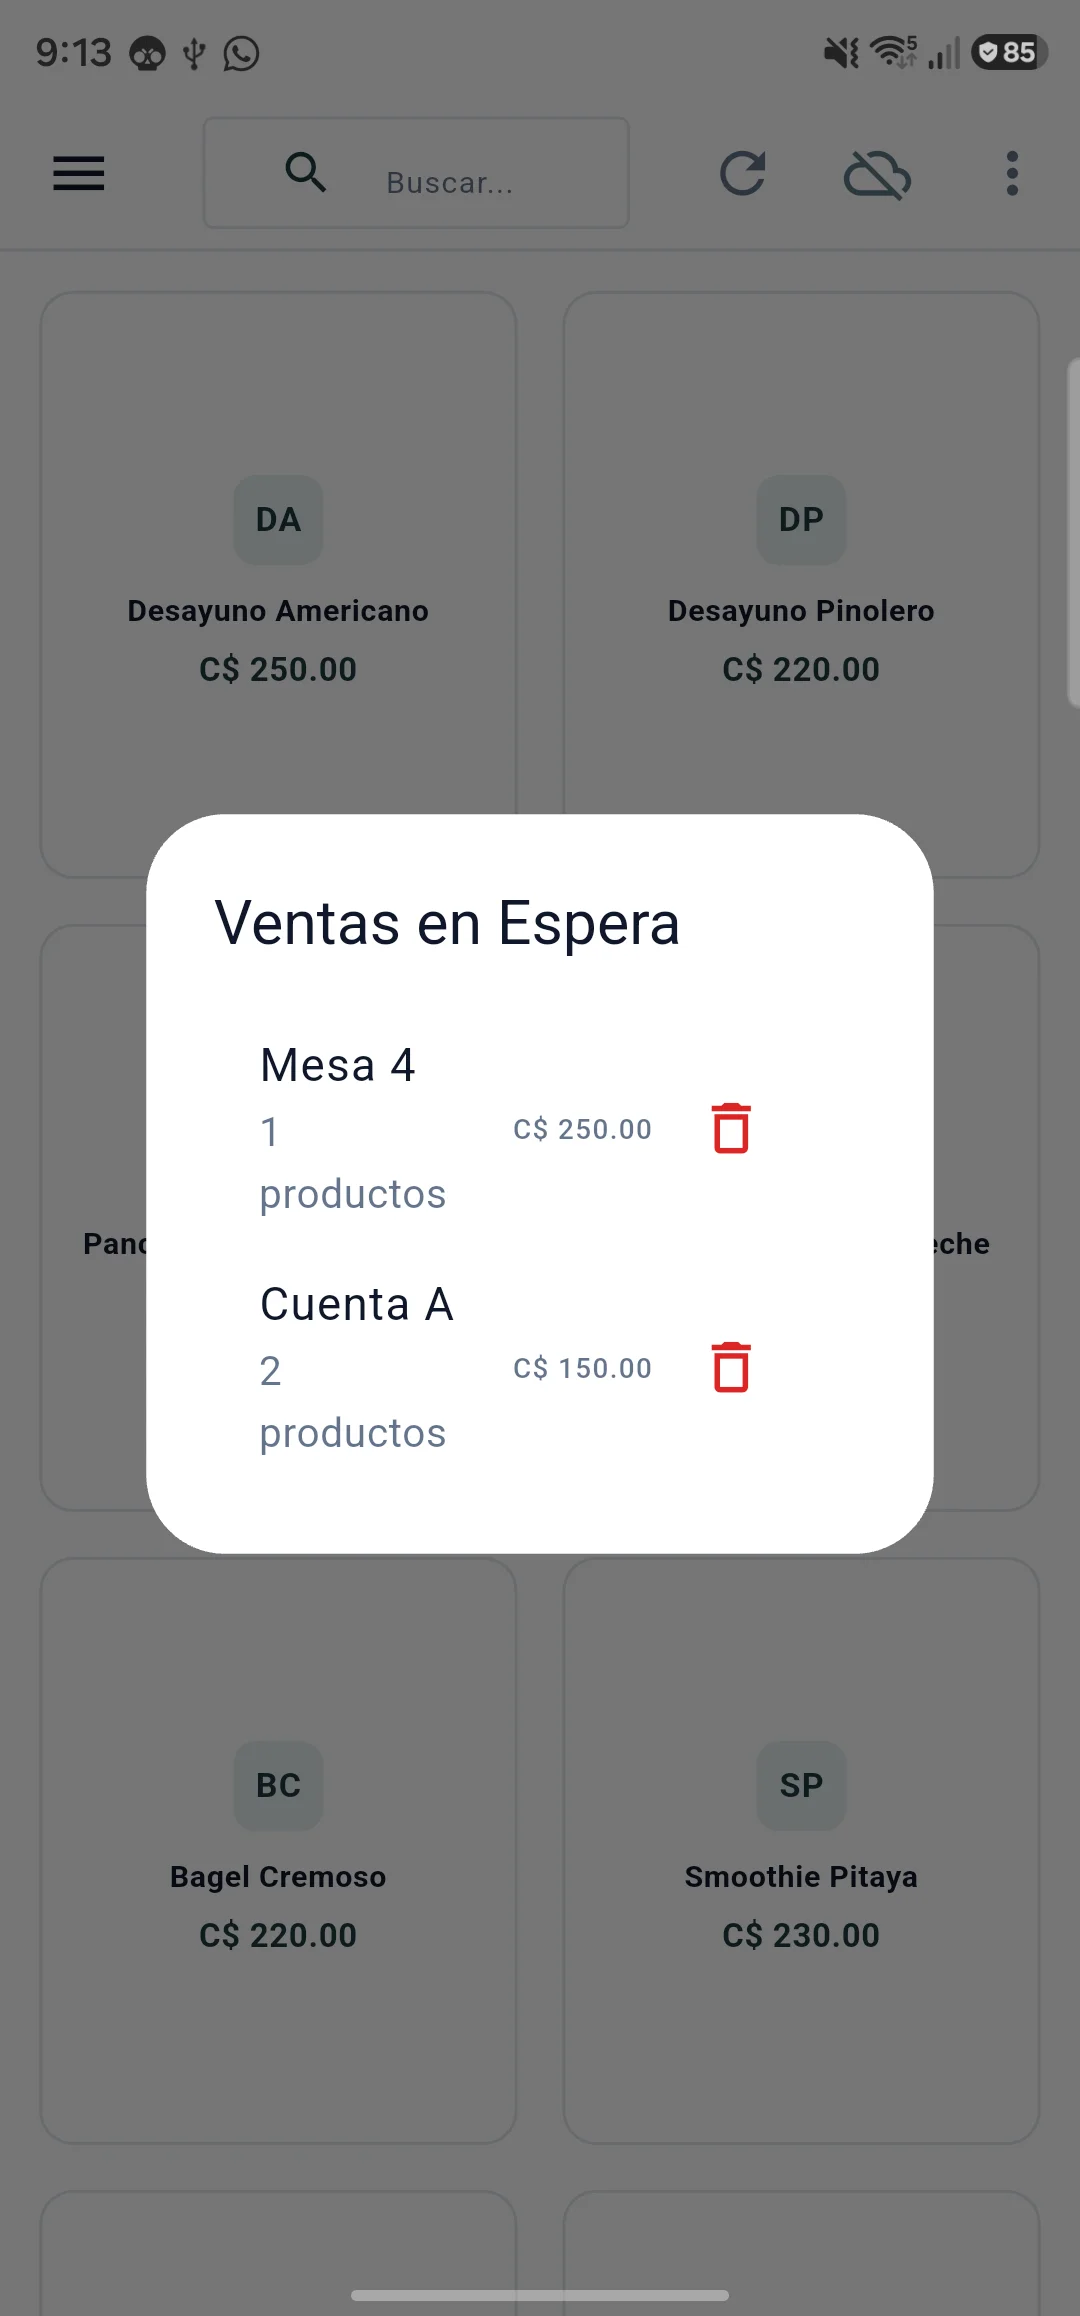 9:13
5
85
Buscar...
DA
DP
Desayuno Americano
Desayuno Pinolero
C$ 250.00
C$ 220.00
Ventas en Espera
Mesa 4
1
productos
C$ 250.00
Cuenta A
2
productos
C$ 150.00
BC
SP
Bagel Cremoso
Smoothie Pitaya
C$ 220.00
C$ 230.00